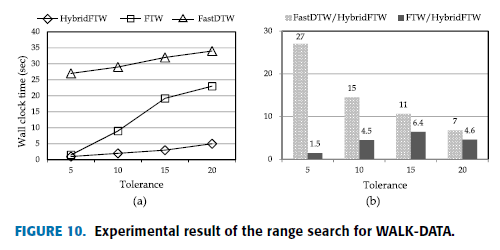 HybridFTW FTW FastDTW
40
35
30
25
20
15
10
5
0
Wall clock time (sec)
5 10 15 20
Tolerance
(a)
FastDTW/HybridFTW FTW/HybridFTW
30
20
10
0
27
1.5
15
4.5
11
6.4
7
4.6
5 10 15 20
Tolerance
(b)
FIGURE 10. Experimental result of the range search for WALK-DATA.